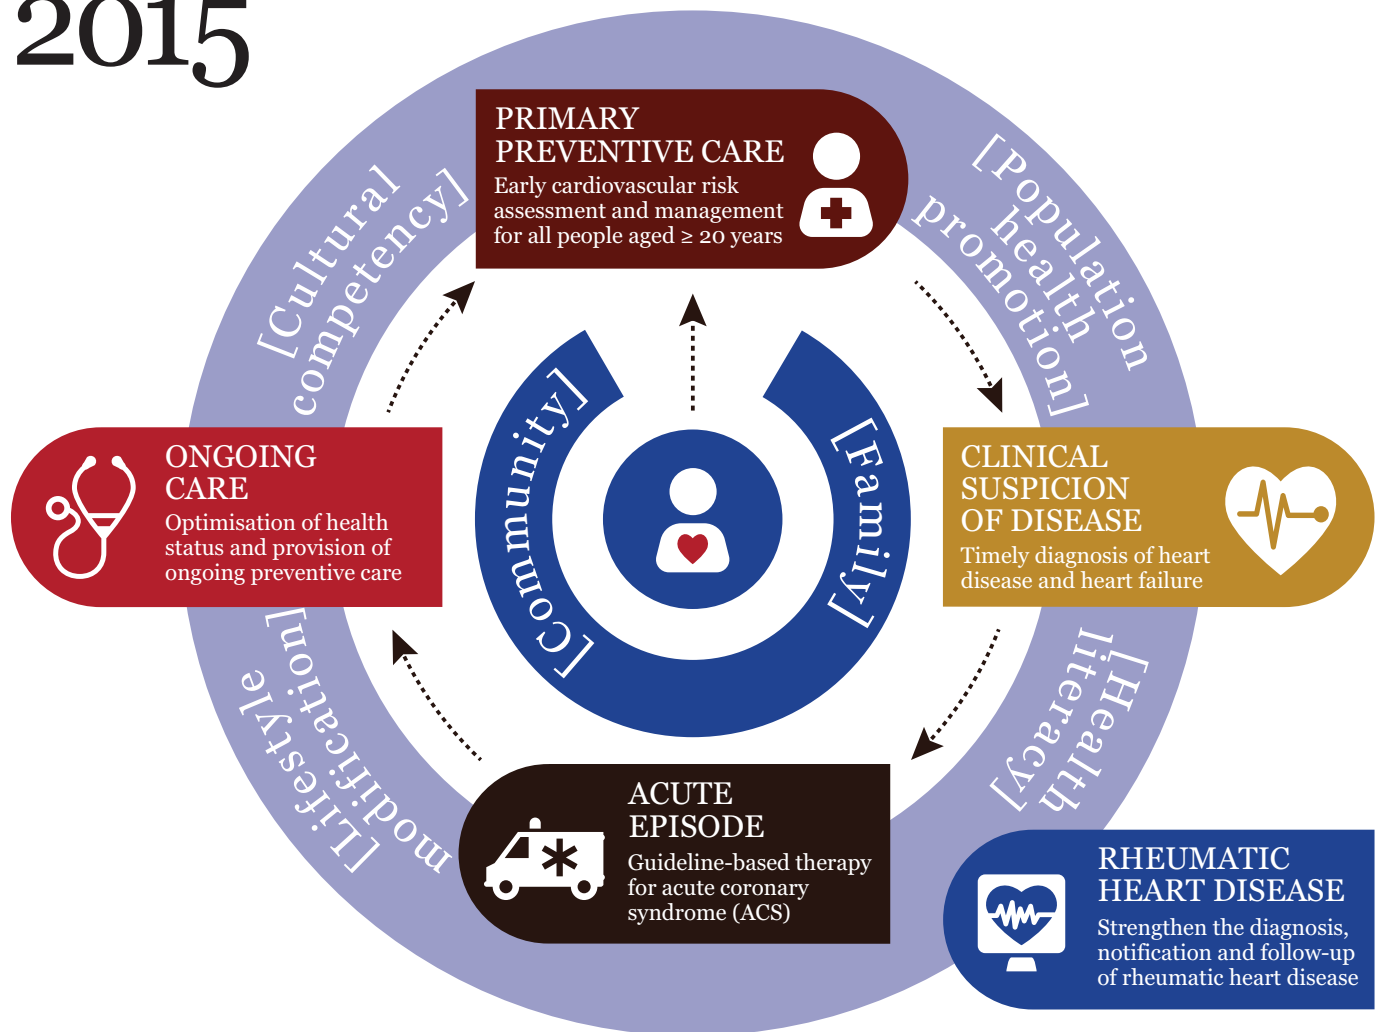 2015
PRIMARY
PREVENTIVE CARE
Early cardiovascular risk
assessment and management
for all people aged ≥ 20 years
[Cultural
competency]
[Population
health
promotion]
ONGOING
CARE
Optimisation of health
status and provision of
ongoing preventive care
[Community]
[Family]
CLINICAL
SUSPICION
OF DISEASE
Timely diagnosis of heart
disease and heart failure
[Lifestyle
modification]
[Health
literacy]
ACUTE
EPISODE
Guideline-based therapy
for acute coronary
syndrome (ACS)
RHEUMATIC
HEART DISEASE
Strengthen the diagnosis,
notification and follow-up
of rheumatic heart disease